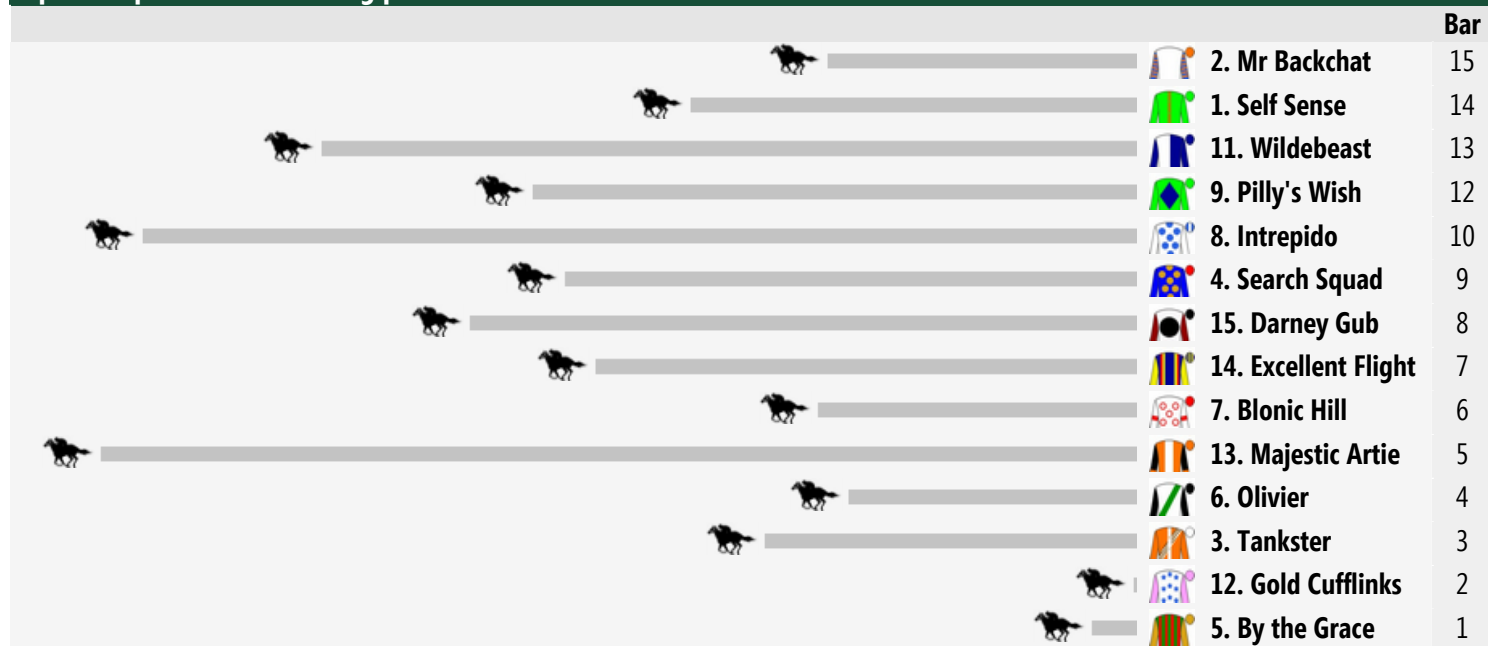 Bar
2. Mr Backchat 15
1. Self Sense 14
11. Wildebeast 13
9. Pilly's Wish 12
8. Intrepido 10
4. Search Squad 9
15. Darney Gub 8
14. Excellent Flight 7
7. Blonic Hill 6
13. Majestic Artie 5
6. Olivier 4
3. Tankster 3
12. Gold Cufflinks 2
5. By the Grace 1